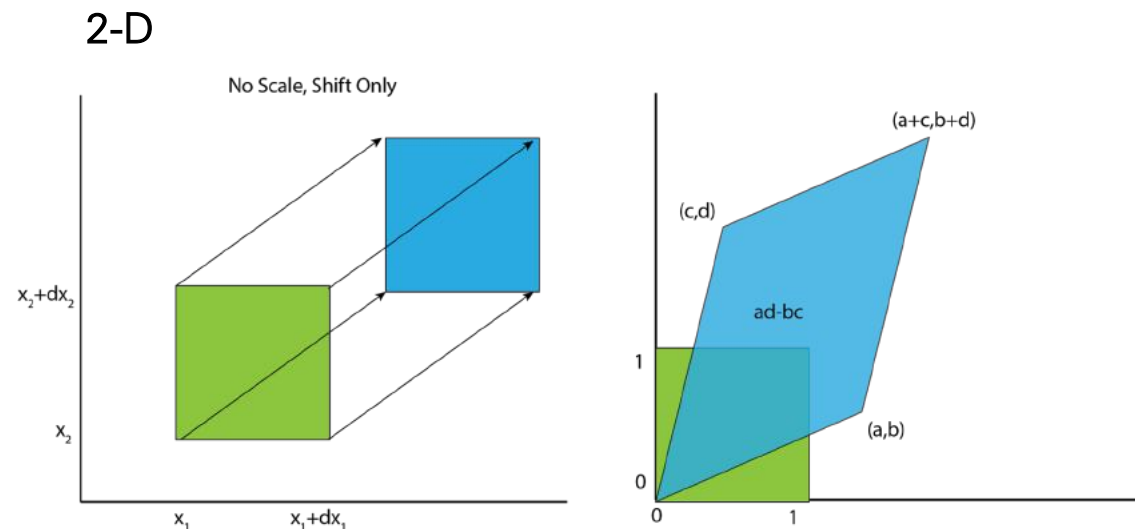 2-D
No Scale, Shift Only
x₂+dx₂
x₂
x₁
x₁+dx₁
(a+c,b+d)
(c,d)
ad-bc
1
(a,b)
0
0
1